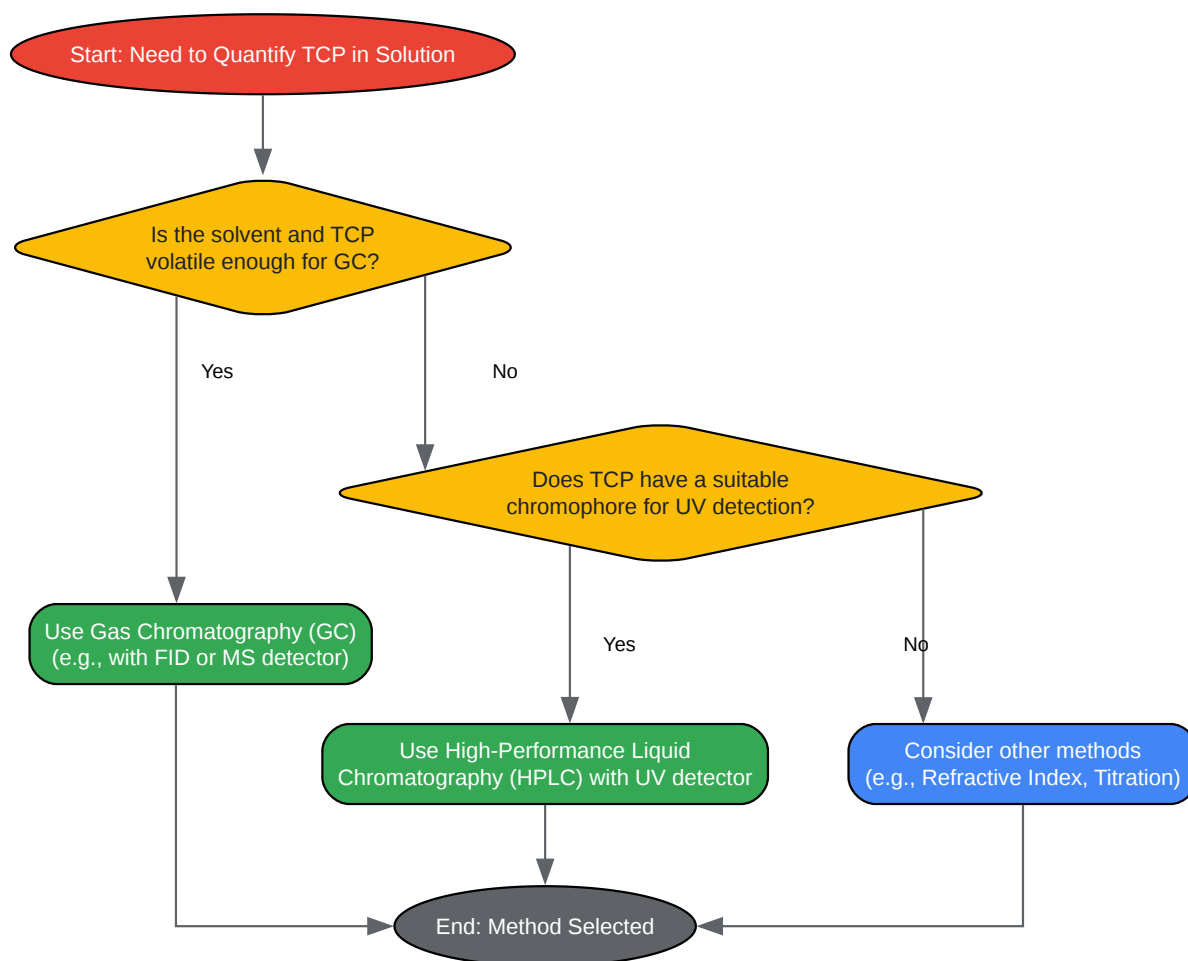 Start: Need to Quantify TCP in Solution
Is the solvent and TCP
volatile enough for GC?
Yes
No
Does TCP have a suitable
chromophore for UV detection?
Use Gas Chromatography (GC)
(e.g., with FID or MS detector)
Yes
No
Use High-Performance Liquid
Chromatography (HPLC) with UV detector
Consider other methods
(e.g., Refractive Index, Titration)
End: Method Selected